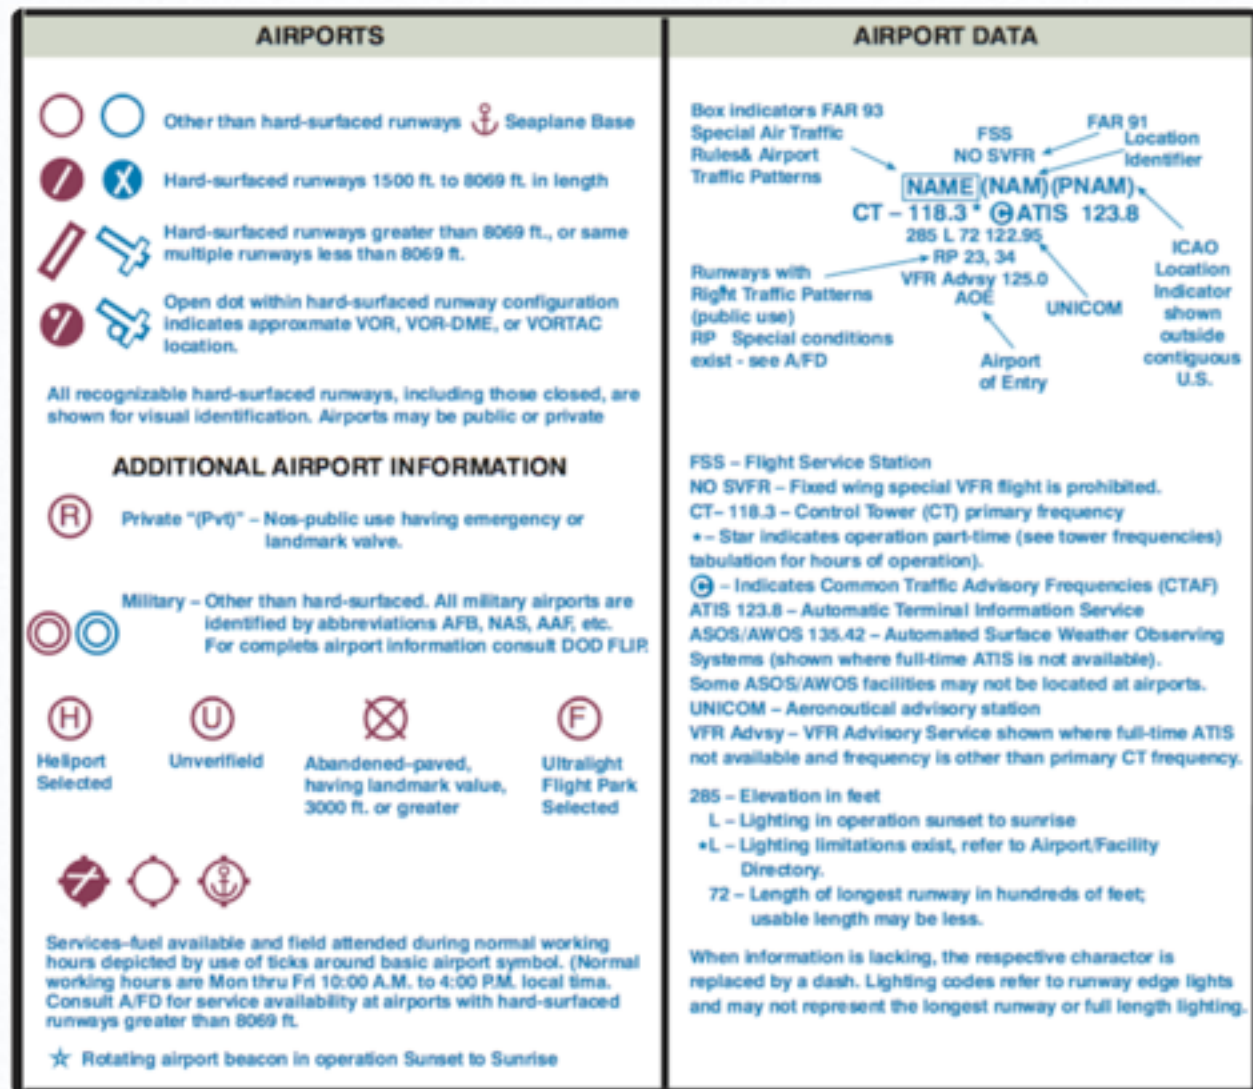 AIRPORTS
Other than hard-surfaced runways
Seaplane Base
Hard-surfaced runways 1500 ft. to 8069 ft. in length
Hard-surfaced runways greater than 8069 ft., or same
multiple runways less than 8069 ft.
Open dot within hard-surfaced runway configuration
indicates approxmate VOR, VOR-DME, or VORTAC
location.
All recognizable hard-surfaced runways, including those closed, are
shown for visual identification. Airports may be public or private
ADDITIONAL AIRPORT INFORMATION
R
Private "(Pvt)" – Nos-public use having emergency or
landmark valve.
Military – Other than hard-surfaced. All military airports are
identified by abbreviations AFB, NAS, AAF, etc.
For complets airport information consult DOD FLIP.
H
U
F
Heliport
Selected
Unverifield
Abandened–paved,
having landmark value,
3000 ft. or greater
Ultralight
Flight Park
Selected
Services–fuel available and field attended during normal working
hours depicted by use of ticks around basic airport symbol. (Normal
working hours are Mon thru Fri 10:00 A.M. to 4:00 P.M. local tima.
Consult A/FD for service availability at airports with hard-surfaced
runways greater than 8069 ft.
☆ Rotating airport beacon in operation Sunset to Sunrise
AIRPORT DATA
Box indicators FAR 93
Special Air Traffic
Rules& Airport
Traffic Patterns
FSS
NO SVFR
FAR 91
Location
Identifier
NAME (NAM)(PNAM)
CT – 118.3 * C ATIS 123.8
285 L 72 122.95
RP 23, 34
VFR Advsy 125.0
AOE
Runways with
Right Traffic Patterns
(public use)
RP Special conditions
exist - see A/FD
Airport
of Entry
UNICOM
ICAO
Location
Indicator
shown
outside
contiguous
U.S.
FSS – Flight Service Station
NO SVFR – Fixed wing special VFR flight is prohibited.
CT– 118.3 – Control Tower (CT) primary frequency
* – Star indicates operation part-time (see tower frequencies)
tabulation for hours of operation).
C – Indicates Common Traffic Advisory Frequencies (CTAF)
ATIS 123.8 – Automatic Terminal Information Service
ASOS/AWOS 135.42 – Automated Surface Weather Observing
Systems (shown where full-time ATIS is not available).
Some ASOS/AWOS facilities may not be located at airports.
UNICOM – Aeronoutical advisory station
VFR Advsy – VFR Advisory Service shown where full-time ATIS
not available and frequency is other than primary CT frequency.
285 – Elevation in feet
L – Lighting in operation sunset to sunrise
*L – Lighting limitations exist, refer to Airport/Facility
Directory.
72 – Length of longest runway in hundreds of feet;
usable length may be less.
When information is lacking, the respective charactor is
replaced by a dash. Lighting codes refer to runway edge lights
and may not represent the longest runway or full length lighting.